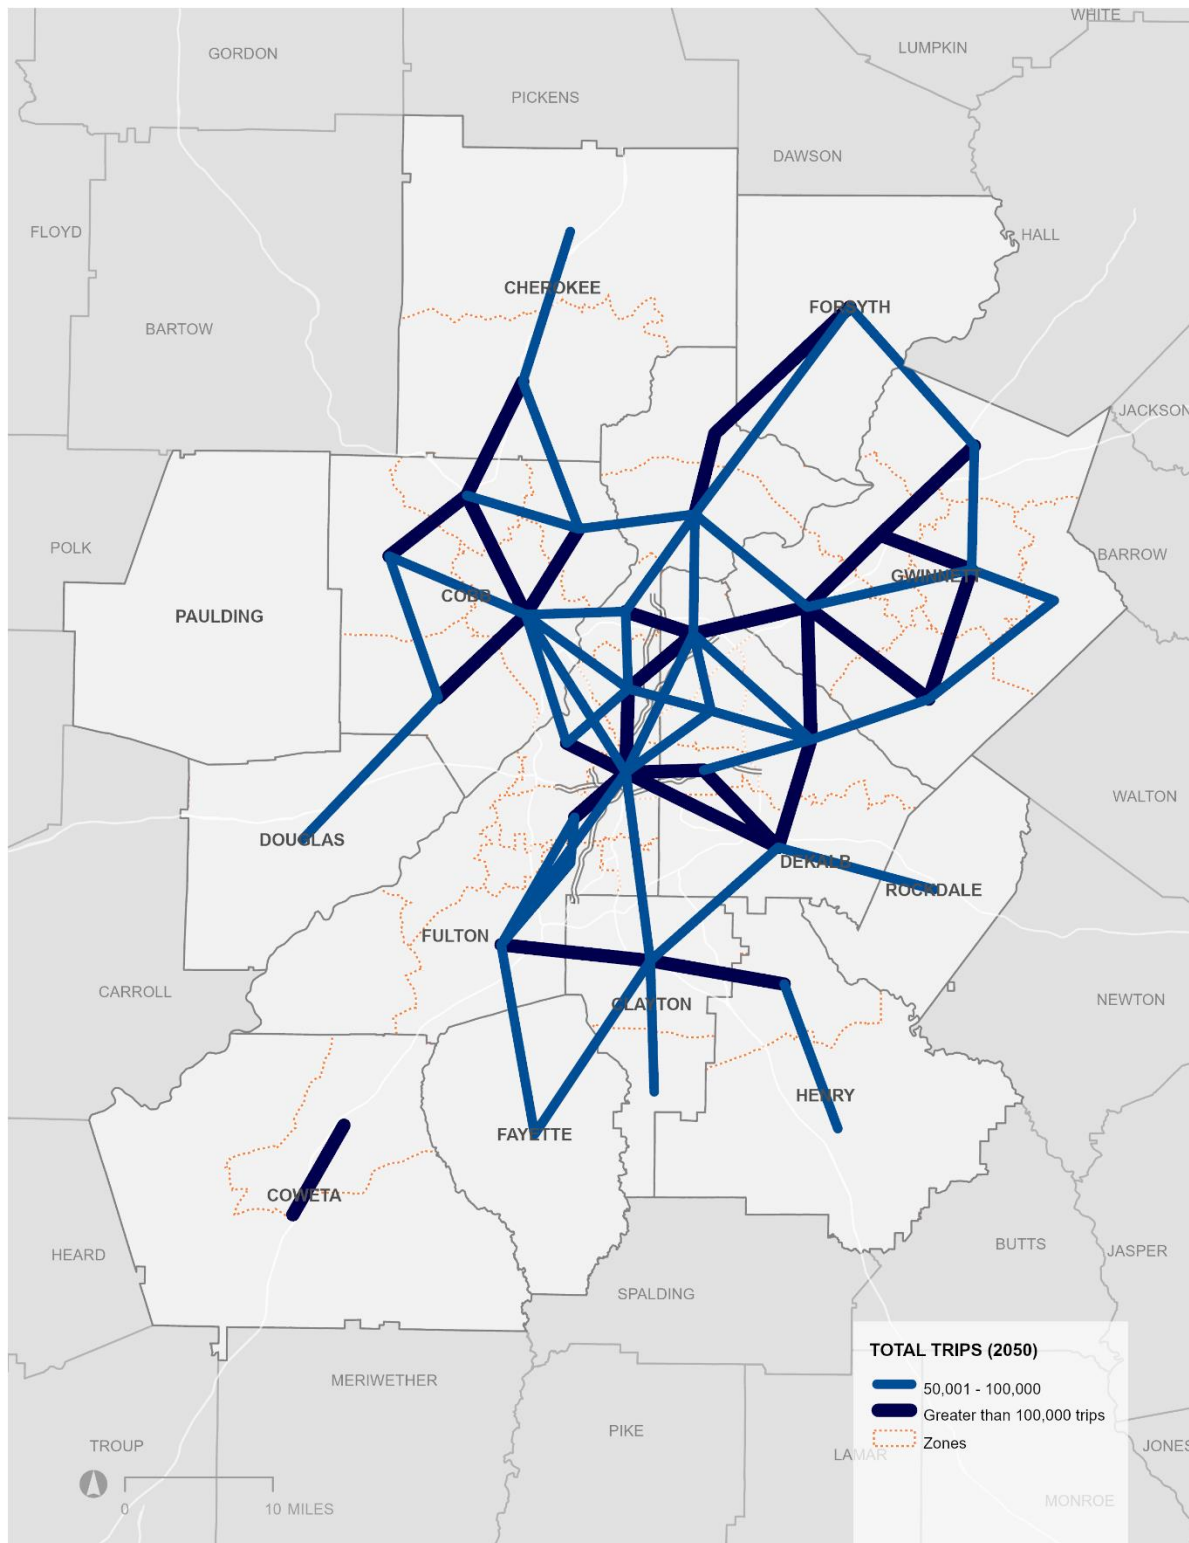 WHITE
GORDON
LUMPKIN
PICKENS
DAWSON
FLOYD
HALL
CHEROKEE
FORSYTH
BARTOW
JACKSON
POLK
BARROW
COBB
GWINNETT
PAULDING
WALTON
DOUGLAS
DEKALB
ROCKDALE
FULTON
CARROLL
NEWTON
CLAYTON
HENRY
FAYETTE
COWETA
HEARD
BUTTS
JASPER
SPALDING
TOTAL TRIPS (2050)
50,001 - 100,000
Greater than 100,000 trips
Zones
MERIWETHER
PIKE
TROUP
LAMAR
JONES
MONROE
0 10 MILES